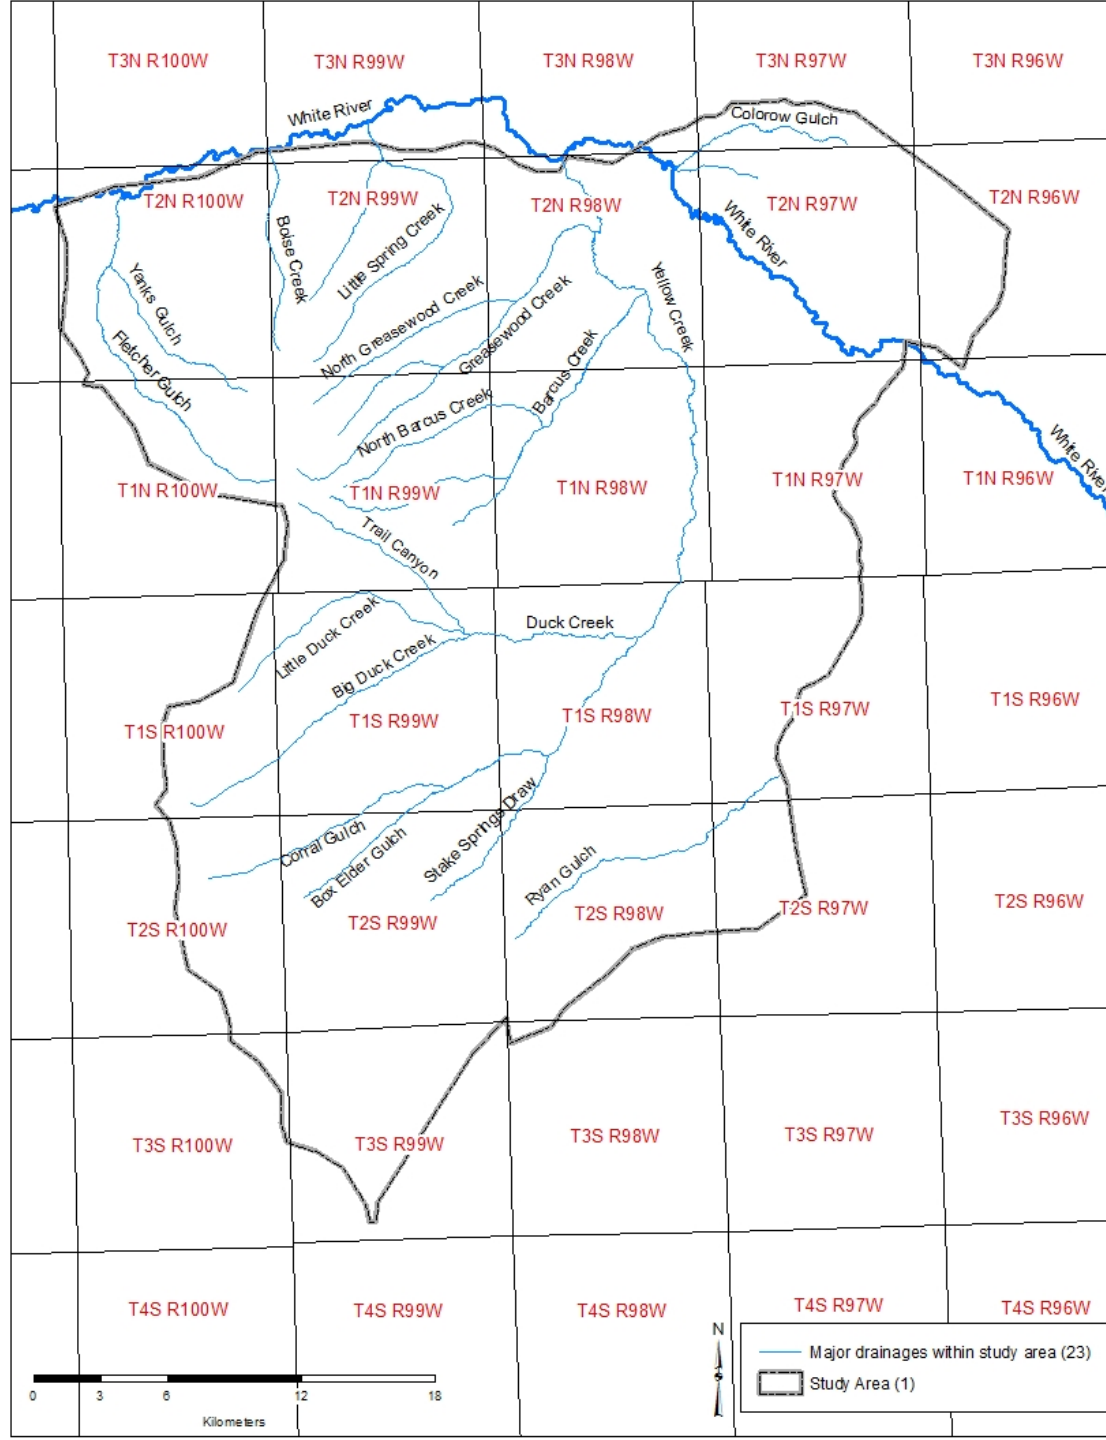 T3N R100W
T3N R99W
T3N R98W
T3N R97W
T3N R96W
White River
Colorow Gulch
T2N R100W
T2N R99W
T2N R98W
T2N R97W
T2N R96W
Boise Creek
Little Spring Creek
White River
Yanks Gulch
Yellow Creek
North Greasewood Creek
Greasewood Creek
Fletcher Gulch
Barcus Creek
North Barcus Creek
White River
T1N R100W
T1N R99W
T1N R98W
T1N R97W
T1N R96W
Trail Canyon
Little Duck Creek
Duck Creek
Big Duck Creek
T1S R100W
T1S R99W
T1S R98W
T1S R97W
T1S R96W
Corral Gulch
Box Elder Gulch
Stake Springs Draw
Ryan Gulch
T2S R100W
T2S R99W
T2S R98W
T2S R97W
T2S R96W
T3S R100W
T3S R99W
T3S R98W
T3S R97W
T3S R96W
T4S R100W
T4S R99W
T4S R98W
T4S R97W
T4S R96W
N
Major drainages within study area (23)
Study Area (1)
0 3 6 12 18
Kilometers